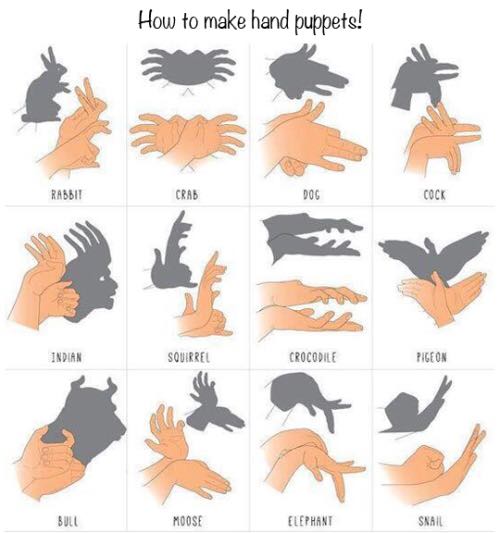 How to make hand puppets!
RABBIT
CRAB
DOG
COCK
INDIAN
SQUIRREL
CROCODILE
PIGEON
BULL
MOOSE
ELEPHANT
SNAIL